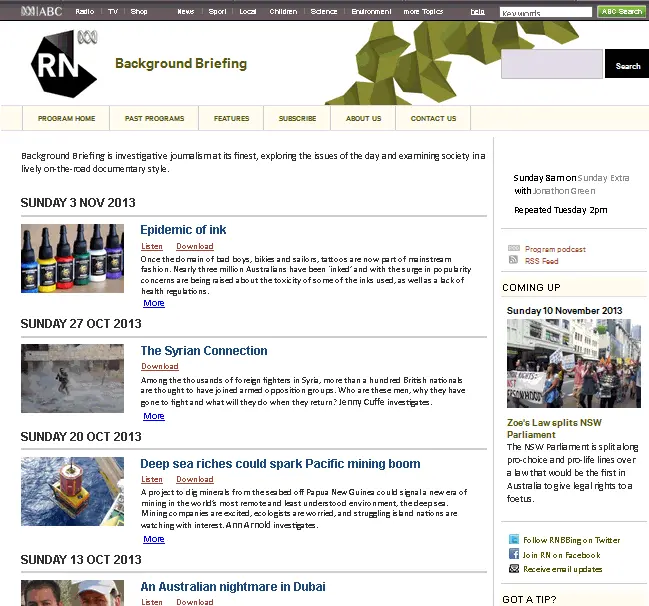 ABC Radio TV Shop News Sport Local Children Science Environment more Topics help Keywords ABC Search
RN
Background Briefing
Search
PROGRAM HOME PAST PROGRAMS FEATURES SUBSCRIBE ABOUT US CONTACT US
Background Briefing is investigative journalism at its finest, exploring the issues of the day and examining society in a
lively on-the-road documentary style.
SUNDAY 3 NOV 2013
Epidemic of ink
Listen Download
Once the domain of bad boys, bikies and sailors, tattoos are now part of mainstream
fashion. Nearly three million Australians have been 'inked' and with the surge in popularity
concerns are being raised about the toxicity of some of the inks used, as well as a lack of
health regulations.
More
SUNDAY 27 OCT 2013
The Syrian Connection
Download
Among the thousands of foreign fighters in Syria, more than a hundred British nationals
are thought to have joined armed opposition groups. Who are these men, why they have
gone to fight and what will they do when they return? Jenny Cuffe investigates.
More
SUNDAY 20 OCT 2013
Deep sea riches could spark Pacific mining boom
Listen Download
A project to dig minerals from the seabed off Papua New Guinea could signal a new era of
mining in the world's most remote and least understood environment, the deep sea.
Mining companies are excited, ecologists are worried, and struggling island nations are
watching with interest. Ann Arnold investigates.
More
SUNDAY 13 OCT 2013
An Australian nightmare in Dubai
Listen Download
Sunday 8am on Sunday Extra
with Jonathon Green
Repeated Tuesday 2pm
Program podcast
RSS Feed
COMING UP
Sunday 10 November 2013
Zoe's Law splits NSW
Parliament
The NSW Parliament is split along
pro-choice and pro-life lines over
a law that would be the first in
Australia to give legal rights to a
foetus.
Follow RNBBing on Twitter
Join RN on Facebook
Receive email updates
GOT A TIP?